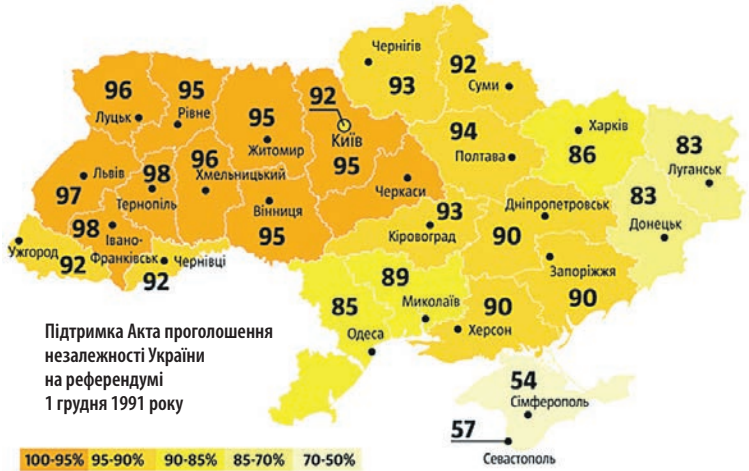 Чернігів
93
92
Суми
96
Луцьк
95
Рівне
95
Житомир
92
Київ
95
94
Полтава
Харків
86
83
Луганськ
Львів
97
98
Тернопіль
96
Хмельницький
Вінниця
95
Черкаси
93
Кіровоград
Дніпропетровськ
90
83
Донецьк
Ужгород
92
98
Івано-
Франківськ
Чернівці
92
85
Одеса
89
Миколаїв
90
Херсон
Запоріжжя
90
Підтримка Акта проголошення
незалежності України
на референдумі
1 грудня 1991 року
54
Сімферополь
57
Севастополь
100-95% 95-90% 90-85% 85-70% 70-50%